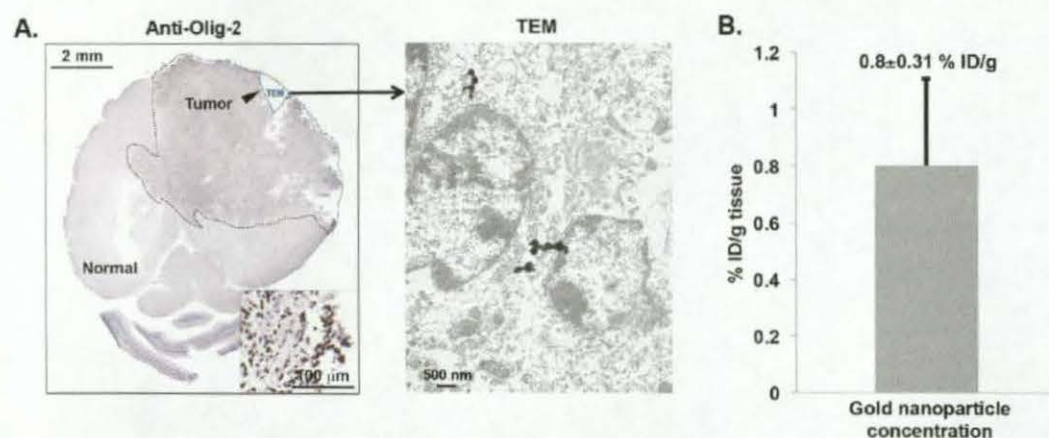 A.
Anti-Olig-2
2 mm
Tumor
TEM
Normal
100 μm
TEM
500 nm
B.
0.8±0.31 % ID/g
% ID/g tissue
1.2
1
0.8
0.6
0.4
0.2
0
Gold nanoparticle
concentration